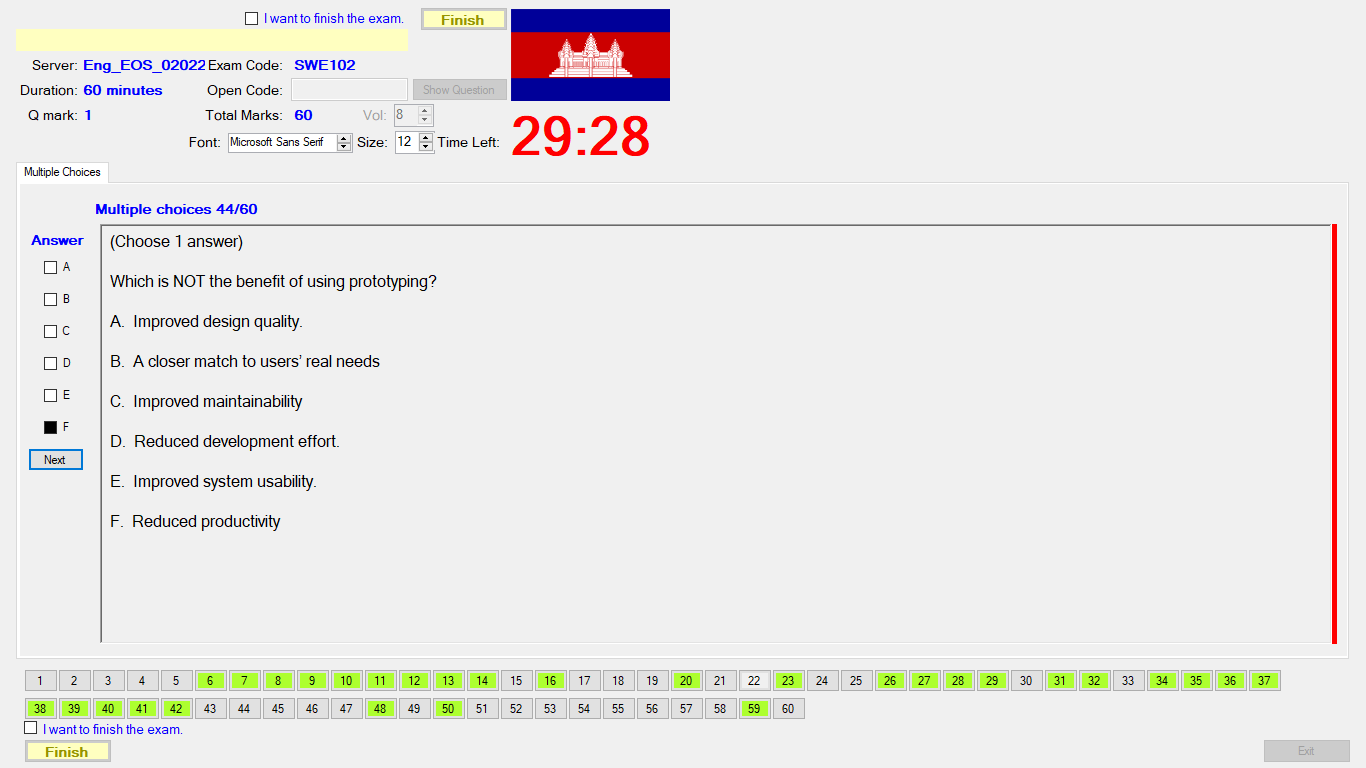 I want to finish the exam. Finish
Server: Eng_EOS_02022 Exam Code: SWE102
Duration: 60 minutes Open Code: Show Question
Q mark: 1 Total Marks: 60 Vol: 8
Font: Microsoft Sans Serif Size: 12 Time Left: 29:28
Multiple Choices
Multiple choices 44/60
Answer
A
B
C
D
E
F
Next
(Choose 1 answer)
Which is NOT the benefit of using prototyping?
A. Improved design quality.
B. A closer match to users’ real needs
C. Improved maintainability
D. Reduced development effort.
E. Improved system usability.
F. Reduced productivity
1 2 3 4 5 6 7 8 9 10 11 12 13 14 15 16 17 18 19 20 21 22 23 24 25 26 27 28 29 30 31 32 33 34 35 36 37
38 39 40 41 42 43 44 45 46 47 48 49 50 51 52 53 54 55 56 57 58 59 60
I want to finish the exam.
Finish Exit